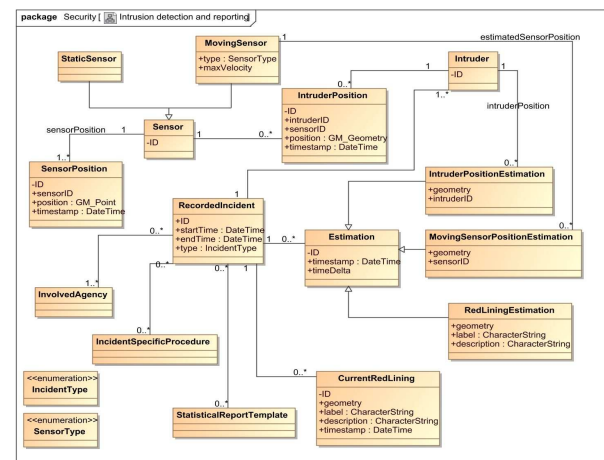 package Security [ Intrusion detection and reporting]
StaticSensor
MovingSensor
+type : SensorType
+maxVelocity
1
estimatedSensorPosition
Intruder
-ID
1
1
1..*
0..*
IntruderPosition
-ID
+intruderID
+sensorID
+position : GM_Geometry
+timestamp : DateTime
intruderPosition
sensorPosition
1
Sensor
-ID
1
0..*
1..*
SensorPosition
-ID
+sensorID
+position : GM_Point
+timestamp : DateTime
0..*
IntruderPositionEstimation
+geometry
+intruderID
1
RecordedIncident
+ID
+startTime : DateTime
+endTime : DateTime
+type : IncidentType
0..*
0..*
0..*
1
1
0..*
Estimation
-ID
+timestamp : DateTime
+timeDelta
0..*
MovingSensorPositionEstimation
+geometry
+sensorID
1..*
InvolvedAgency
0..*
IncidentSpecificProcedure
RedLiningEstimation
+geometry
+label : CharacterString
+description : CharacterString
<<enumeration>>
IncidentType
<<enumeration>>
SensorType
0..*
StatisticalReportTemplate
0..*
CurrentRedLining
-ID
+geometry
+label : CharacterString
+description : CharacterString
+timestamp : DateTime